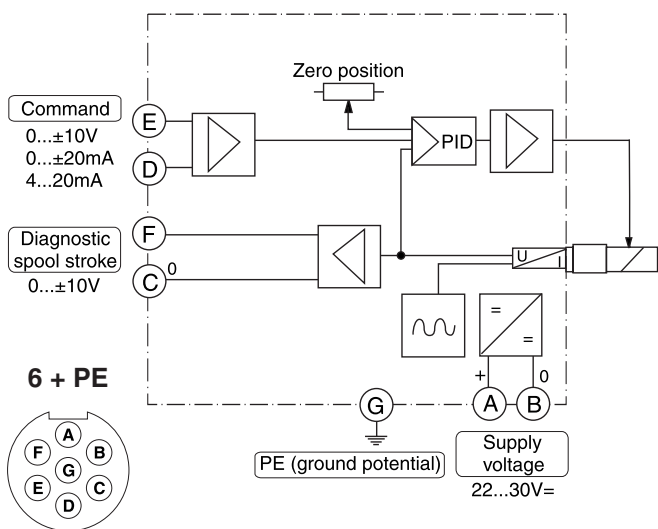 Zero position
Command
E
0...±10V
0...±20mA
4...20mA
D
PID
F
Diagnostic
spool stroke
0...±10V
C 0
U I
=
=
+ 0
6 + PE
G A B
PE (ground potential)
Supply
voltage
22...30V=
A
F B
G
E C
D